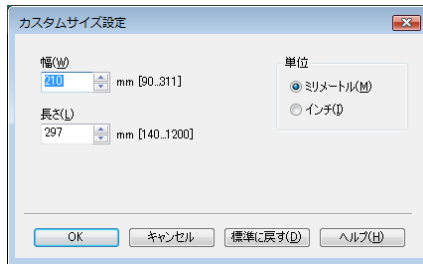 カスタムサイズ設定
幅(W)
210 mm [90..311]
長さ(L)
297 mm [140..1200]
単位
ミリメートル(M)
インチ(I)
OK キャンセル 標準に戻す(D) ヘルプ(H)